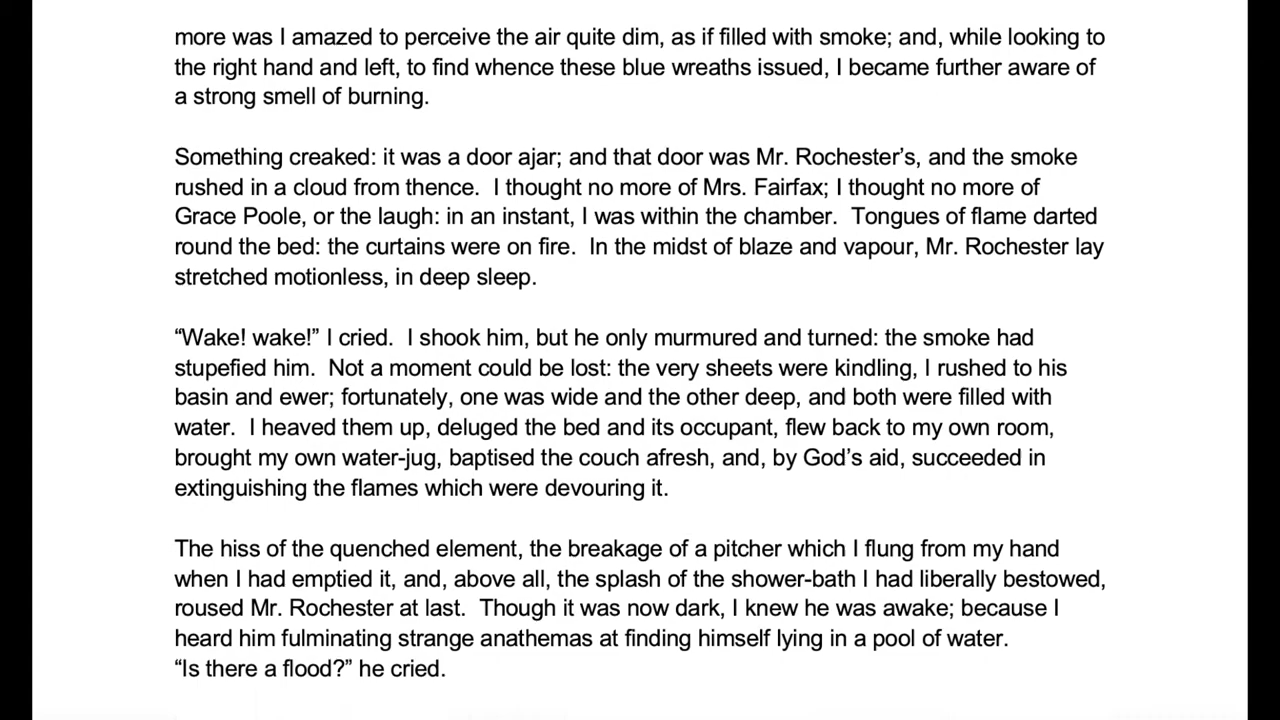 more was I amazed to perceive the air quite dim, as if filled with smoke; and, while looking to
the right hand and left, to find whence these blue wreaths issued, I became further aware of
a strong smell of burning.
Something creaked: it was a door ajar; and that door was Mr. Rochester’s, and the smoke
rushed in a cloud from thence.  I thought no more of Mrs. Fairfax; I thought no more of
Grace Poole, or the laugh: in an instant, I was within the chamber.  Tongues of flame darted
round the bed: the curtains were on fire.  In the midst of blaze and vapour, Mr. Rochester lay
stretched motionless, in deep sleep.
“Wake! wake!” I cried.  I shook him, but he only murmured and turned: the smoke had
stupefied him.  Not a moment could be lost: the very sheets were kindling, I rushed to his
basin and ewer; fortunately, one was wide and the other deep, and both were filled with
water.  I heaved them up, deluged the bed and its occupant, flew back to my own room,
brought my own water-jug, baptised the couch afresh, and, by God’s aid, succeeded in
extinguishing the flames which were devouring it.
The hiss of the quenched element, the breakage of a pitcher which I flung from my hand
when I had emptied it, and, above all, the splash of the shower-bath I had liberally bestowed,
roused Mr. Rochester at last.  Though it was now dark, I knew he was awake; because I
heard him fulminating strange anathemas at finding himself lying in a pool of water.
“Is there a flood?” he cried.